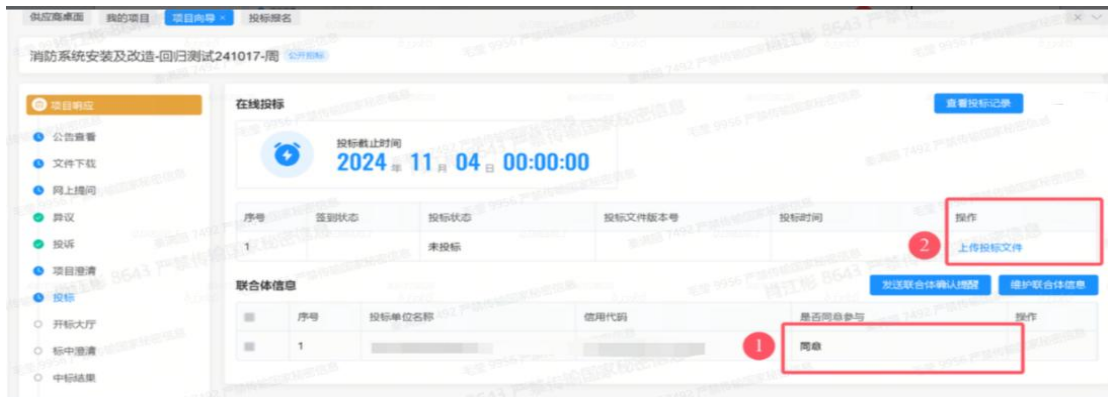 供应商桌面 我的项目 项目向导 × 投标报名
消防系统安装及改造-回归测试241017-周 公开招标
项目响应
公告查看
文件下载
网上提问
异议
投诉
项目澄清
投标
开标大厅
标中澄清
中标结果
在线投标 查看投标记录
投标截止时间
2024 年 11 月 04 日 00:00:00
序号 签到状态 投标状态 投标文件版本号 投标时间 操作
1 未投标 2 上传投标文件
联合体信息 发送联合体确认提醒 维护联合体信息
序号 投标单位名称 信用代码 是否同意参与 操作
1 1 同意